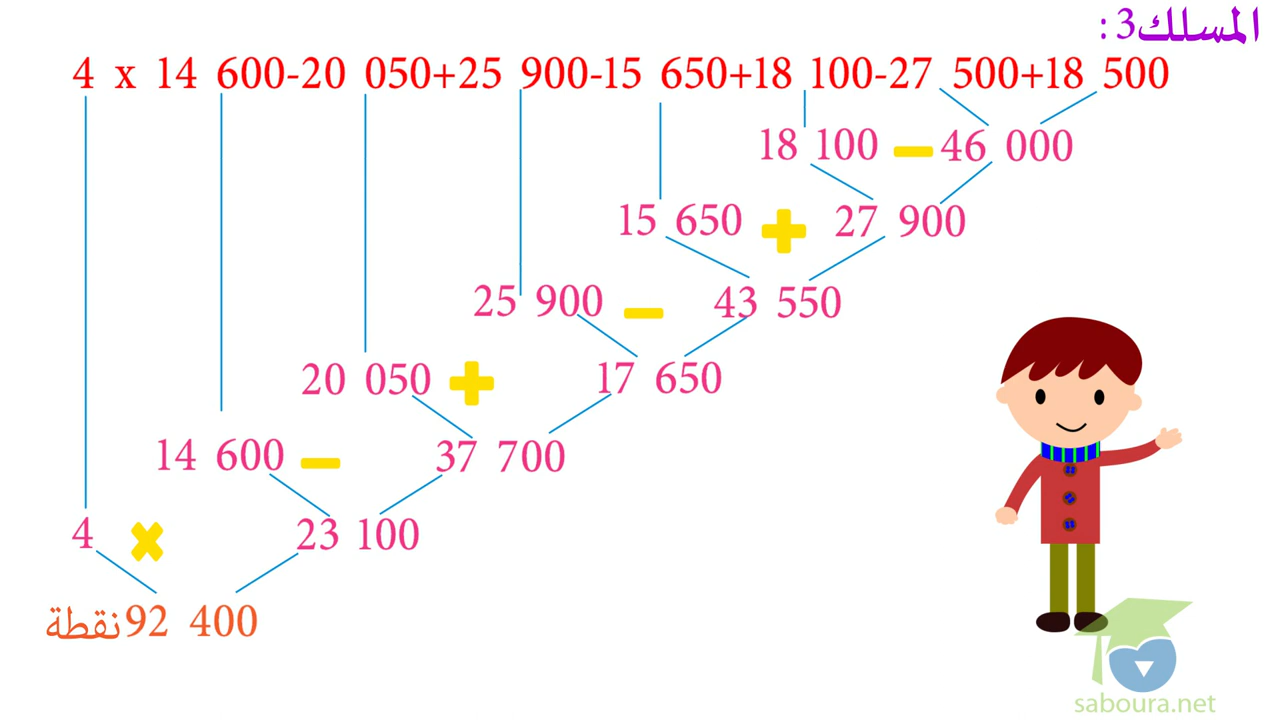 المسلك3 :
4 x 14 600-20 050+25 900-15 650+18 100-27 500+18 500
18 100 − 46 000
15 650 + 27 900
25 900 − 43 550
20 050 + 17 650
14 600 − 37 700
4 × 23 100
92 400 نقطة
saboura.net